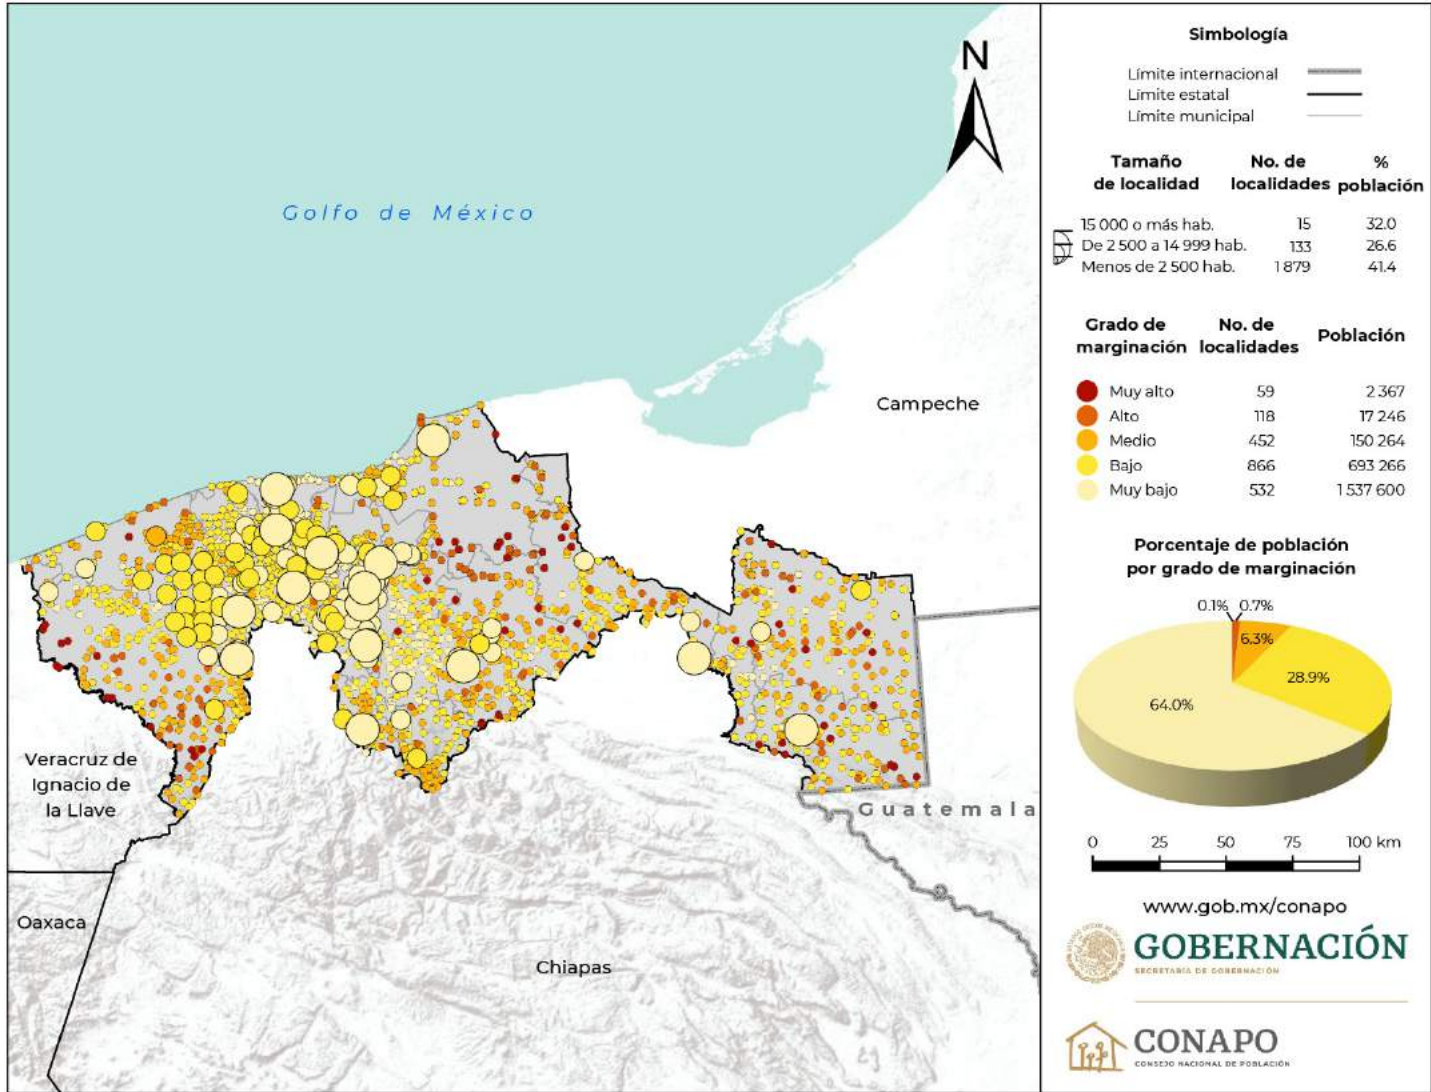 N
Golfo de México
Campeche
Veracruz de
Ignacio de
la Llave
Guatemala
Oaxaca
Chiapas
Simbología
Límite internacional
Límite estatal
Límite municipal
Tamaño de localidad No. de localidades % población
15 000 o más hab. 15 32.0
De 2 500 a 14 999 hab. 133 26.6
Menos de 2 500 hab. 1 879 41.4
Grado de marginación No. de localidades Población
Muy alto 59 2 367
Alto 118 17 246
Medio 452 150 264
Bajo 866 693 266
Muy bajo 532 1 537 600
Porcentaje de población
por grado de marginación
0.1% 0.7%
6.3%
28.9%
64.0%
0 25 50 75 100 km
www.gob.mx/conapo
GOBERNACIÓN
SECRETARÍA DE GOBERNACIÓN
CONAPO
CONSEJO NACIONAL DE POBLACIÓN